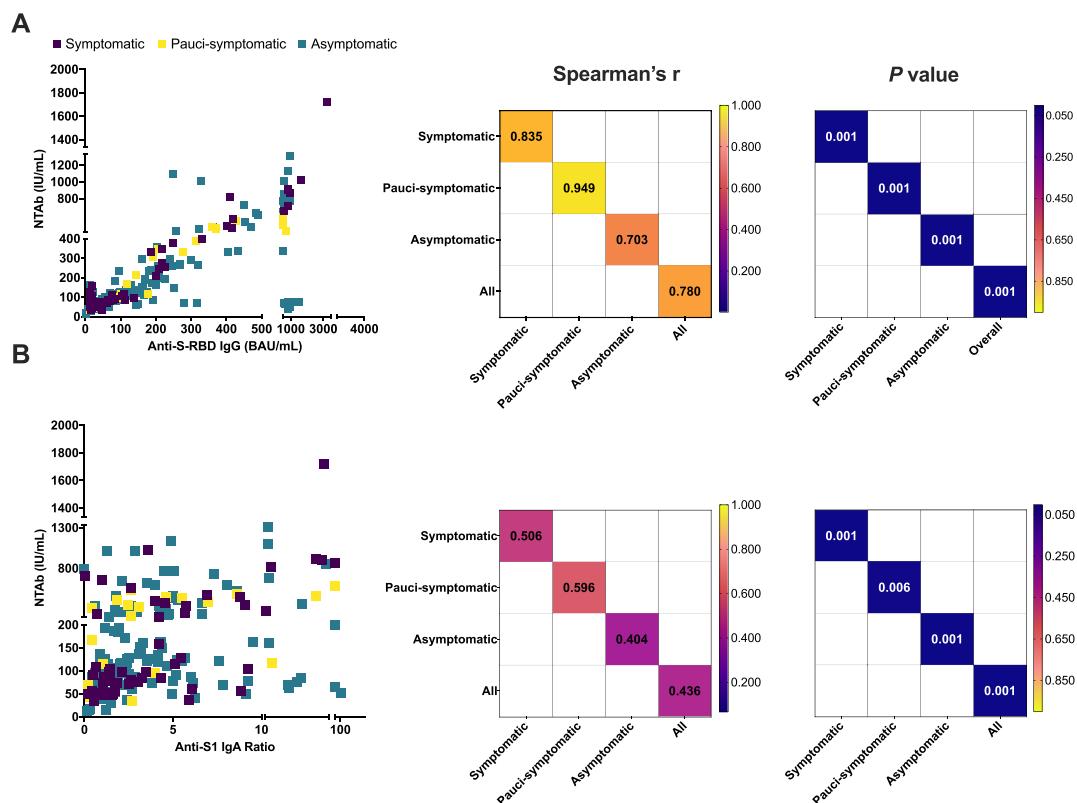 A
Symptomatic Pauci-symptomatic Asymptomatic
2000
1800
1600
1400
1200
1000
800
400
300
200
100
0
NTAb (IU/mL)
0 100 200 300 400 500 1000 3000 4000
Anti-S-RBD IgG (BAU/mL)
Spearman's r
Symptomatic
Pauci-symptomatic
Asymptomatic
All
0.835
0.949
0.703
0.780
Symptomatic Pauci-symptomatic Asymptomatic All
1.000
0.800
0.600
0.400
0.200
P value
0.001
0.001
0.001
0.001
Symptomatic Pauci-symptomatic Asymptomatic Overall
0.050
0.250
0.450
0.650
0.850
B
2000
1800
1600
1400
1300
800
200
150
100
50
0
NTAb (IU/mL)
0 5 10 100
Anti-S1 IgA Ratio
Symptomatic
Pauci-symptomatic
Asymptomatic
All
0.506
0.596
0.404
0.436
Symptomatic Pauci-symptomatic Asymptomatic All
1.000
0.800
0.600
0.400
0.200
0.001
0.006
0.001
0.001
Symptomatic Pauci-symptomatic Asymptomatic All
0.050
0.250
0.450
0.650
0.850